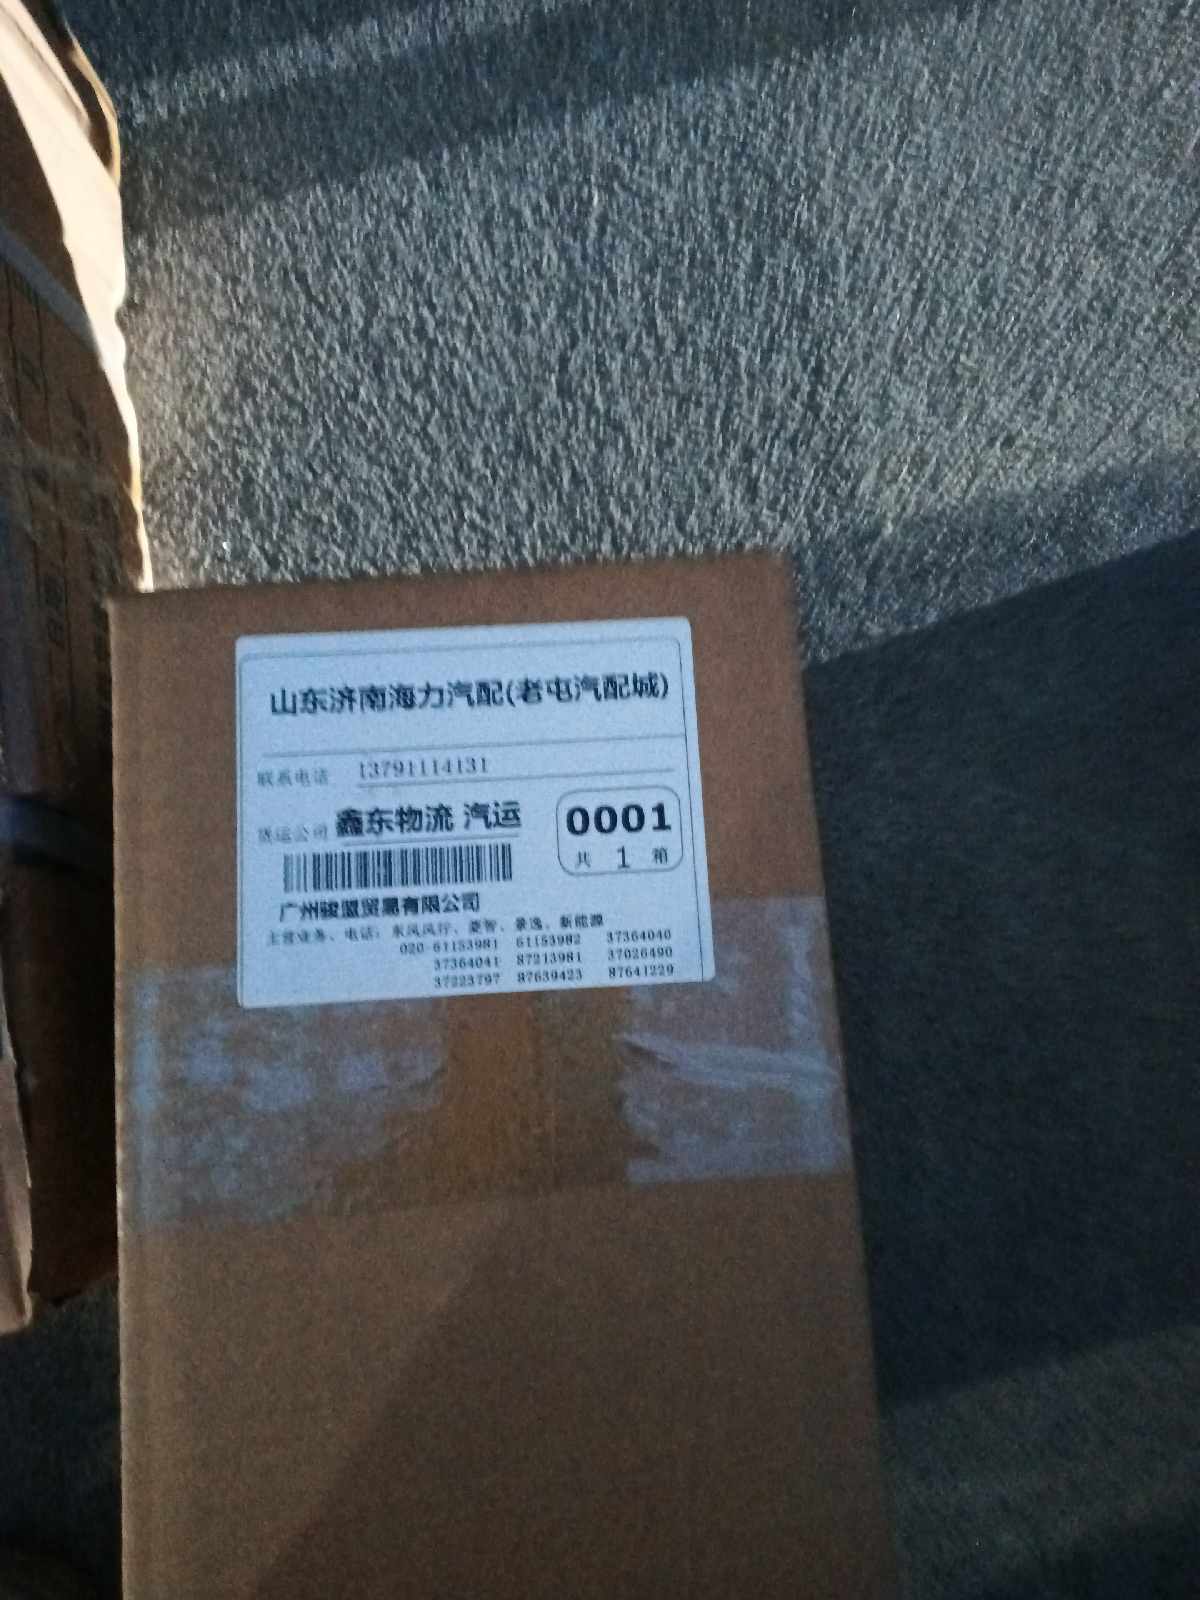 山东济南海力汽配(老屯汽配城)
联系电话 13791114131
货运公司 鑫东物流 汽运
0001
共 1 箱
广州骏盟贸易有限公司
主营业务、电话：东风风行、菱智、景逸、新能源
020-61153981 61153982 37364040
37364041 87213981 37026490
37223797 87639423 87641229